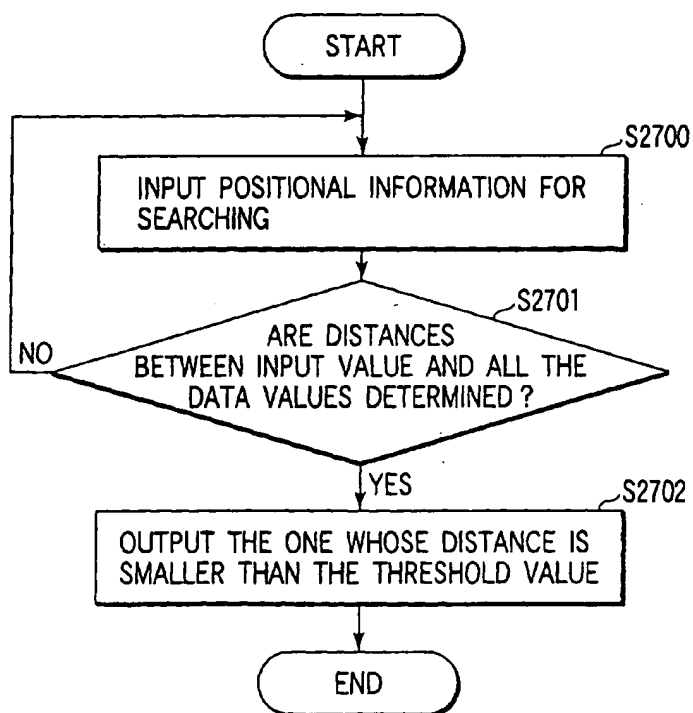 START
S2700
INPUT POSITIONAL INFORMATION FOR
SEARCHING
S2701
ARE DISTANCES
BETWEEN INPUT VALUE AND ALL THE
DATA VALUES DETERMINED?
NO
YES
S2702
OUTPUT THE ONE WHOSE DISTANCE IS
SMALLER THAN THE THRESHOLD VALUE
END